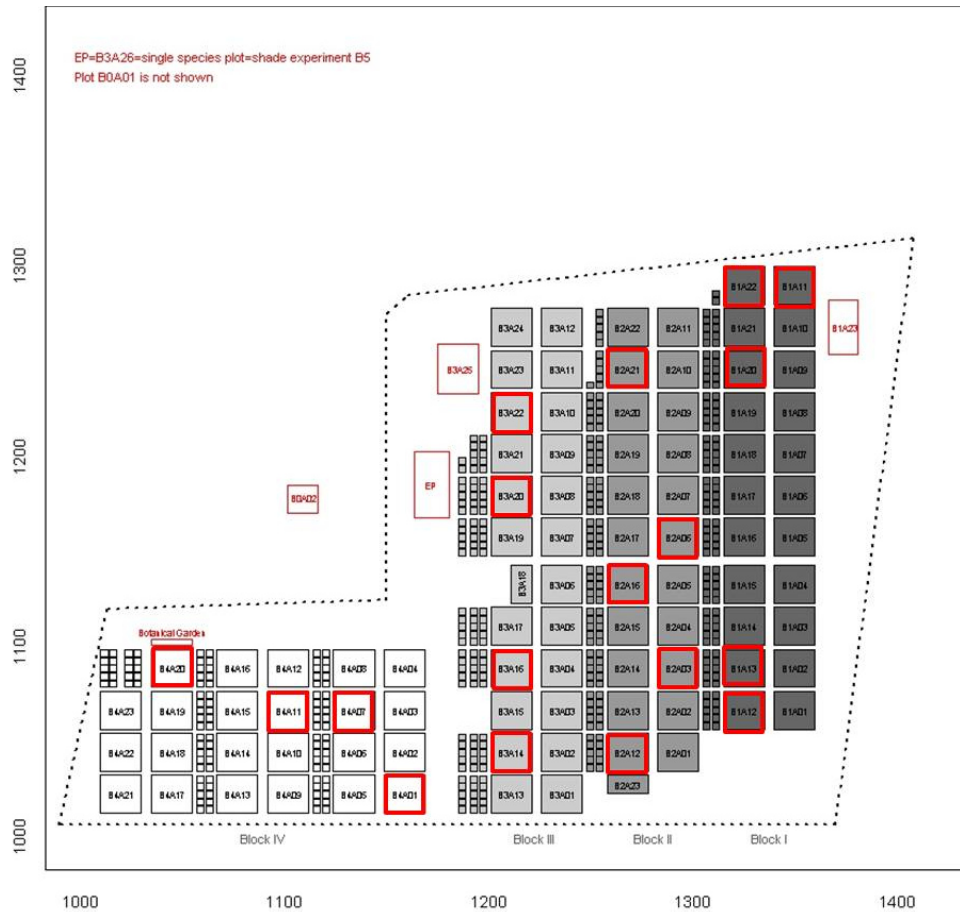 EP=B3A26=single species plot=shade experiment B5
Plot B0A01 is not shown
1400
1300
1200
1100
1000
B1A22 B1A11
B3A24 B3A12 B2A22 B2A11 B1A21 B1A10 B1A23
B3A25 B3A23 B3A11 B2A21 B2A10 B1A20 B1A09
B3A22 B3A10 B2A20 B2A09 B1A19 B1A08
B3A21 B3A09 B2A19 B2A08 B1A18 B1A07
B0A02 EP B3A20 B3A08 B2A18 B2A07 B1A17 B1A06
B3A19 B3A07 B2A17 B2A06 B1A16 B1A05
B3A18 B3A06 B2A16 B2A05 B1A15 B1A04
Botanical Garden B3A17 B3A05 B2A15 B2A04 B1A14 B1A03
B4A20 B4A16 B4A12 B4A08 B4A04 B3A16 B3A04 B2A14 B2A03 B1A13 B1A02
B4A23 B4A19 B4A15 B4A11 B4A07 B4A03 B3A15 B3A03 B2A13 B2A02 B1A12 B1A01
B4A22 B4A18 B4A14 B4A10 B4A06 B4A02 B3A14 B3A02 B2A12 B2A01
B4A21 B4A17 B4A13 B4A09 B4A05 B4A01 B3A13 B3A01 B2A23
Block IV Block III Block II Block I
1000 1100 1200 1300 1400